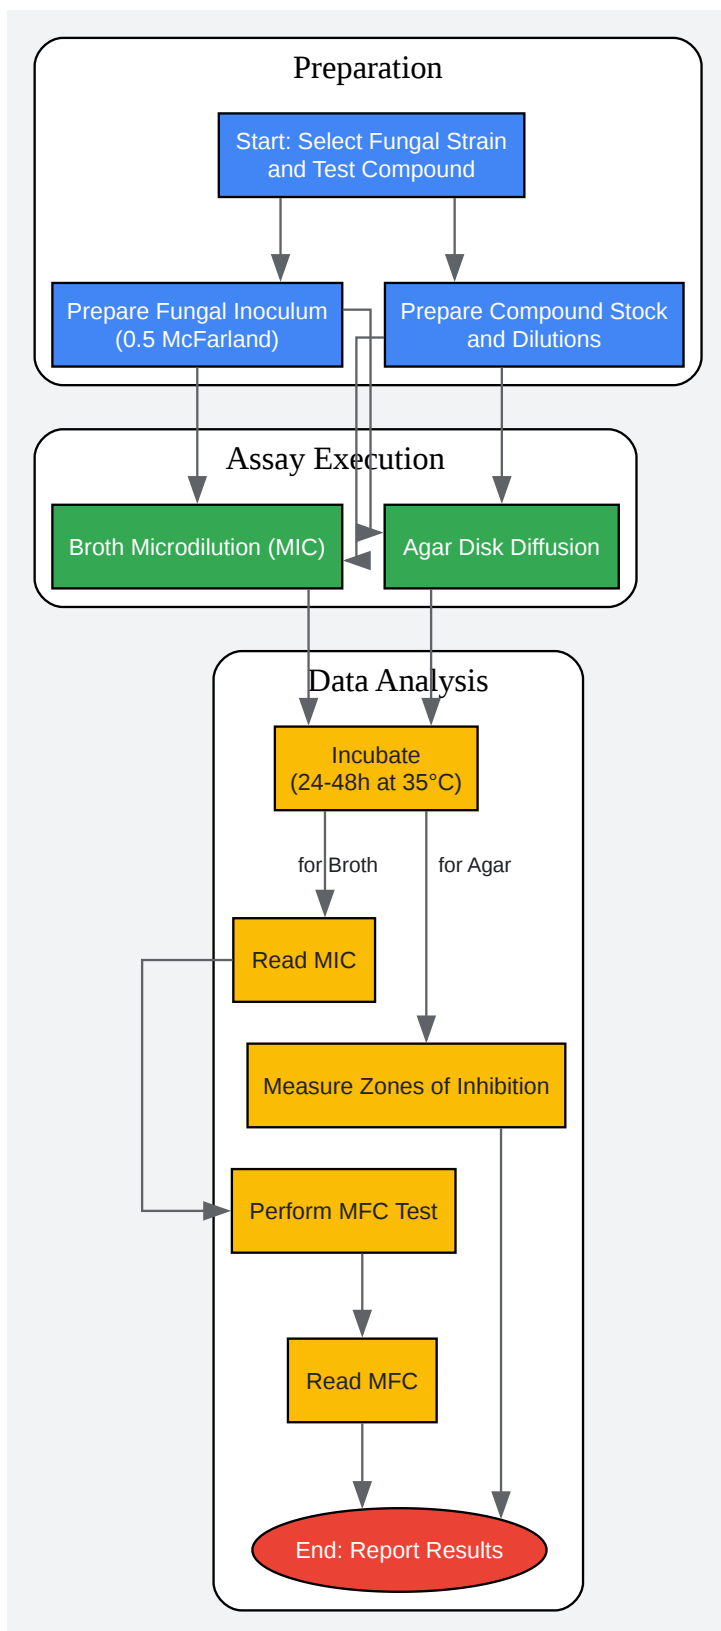 Preparation
Start: Select Fungal Strain
and Test Compound
Prepare Fungal Inoculum
(0.5 McFarland)
Prepare Compound Stock
and Dilutions
Assay Execution
Broth Microdilution (MIC)
Agar Disk Diffusion
Data Analysis
Incubate
(24-48h at 35°C)
for Broth
for Agar
Read MIC
Measure Zones of Inhibition
Perform MFC Test
Read MFC
End: Report Results